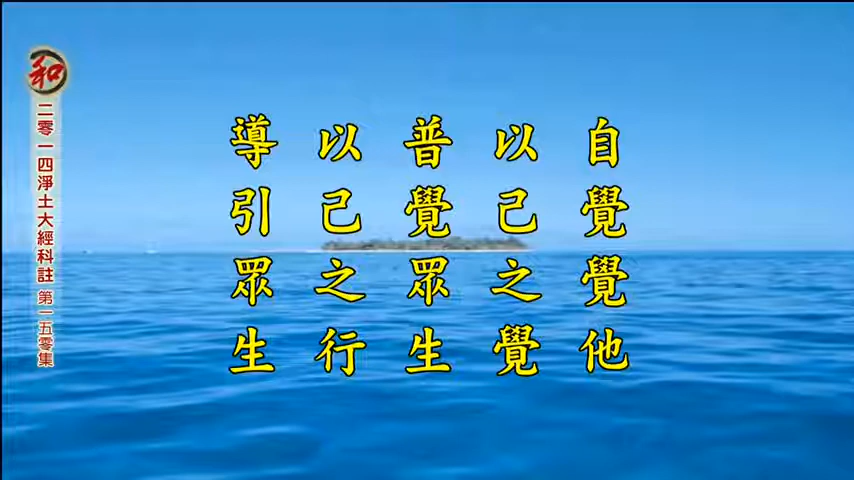 自覺覺他
以己之覺
普覺眾生
以己之行
導引眾生
和
二零一四淨土大經科註 第一五零集